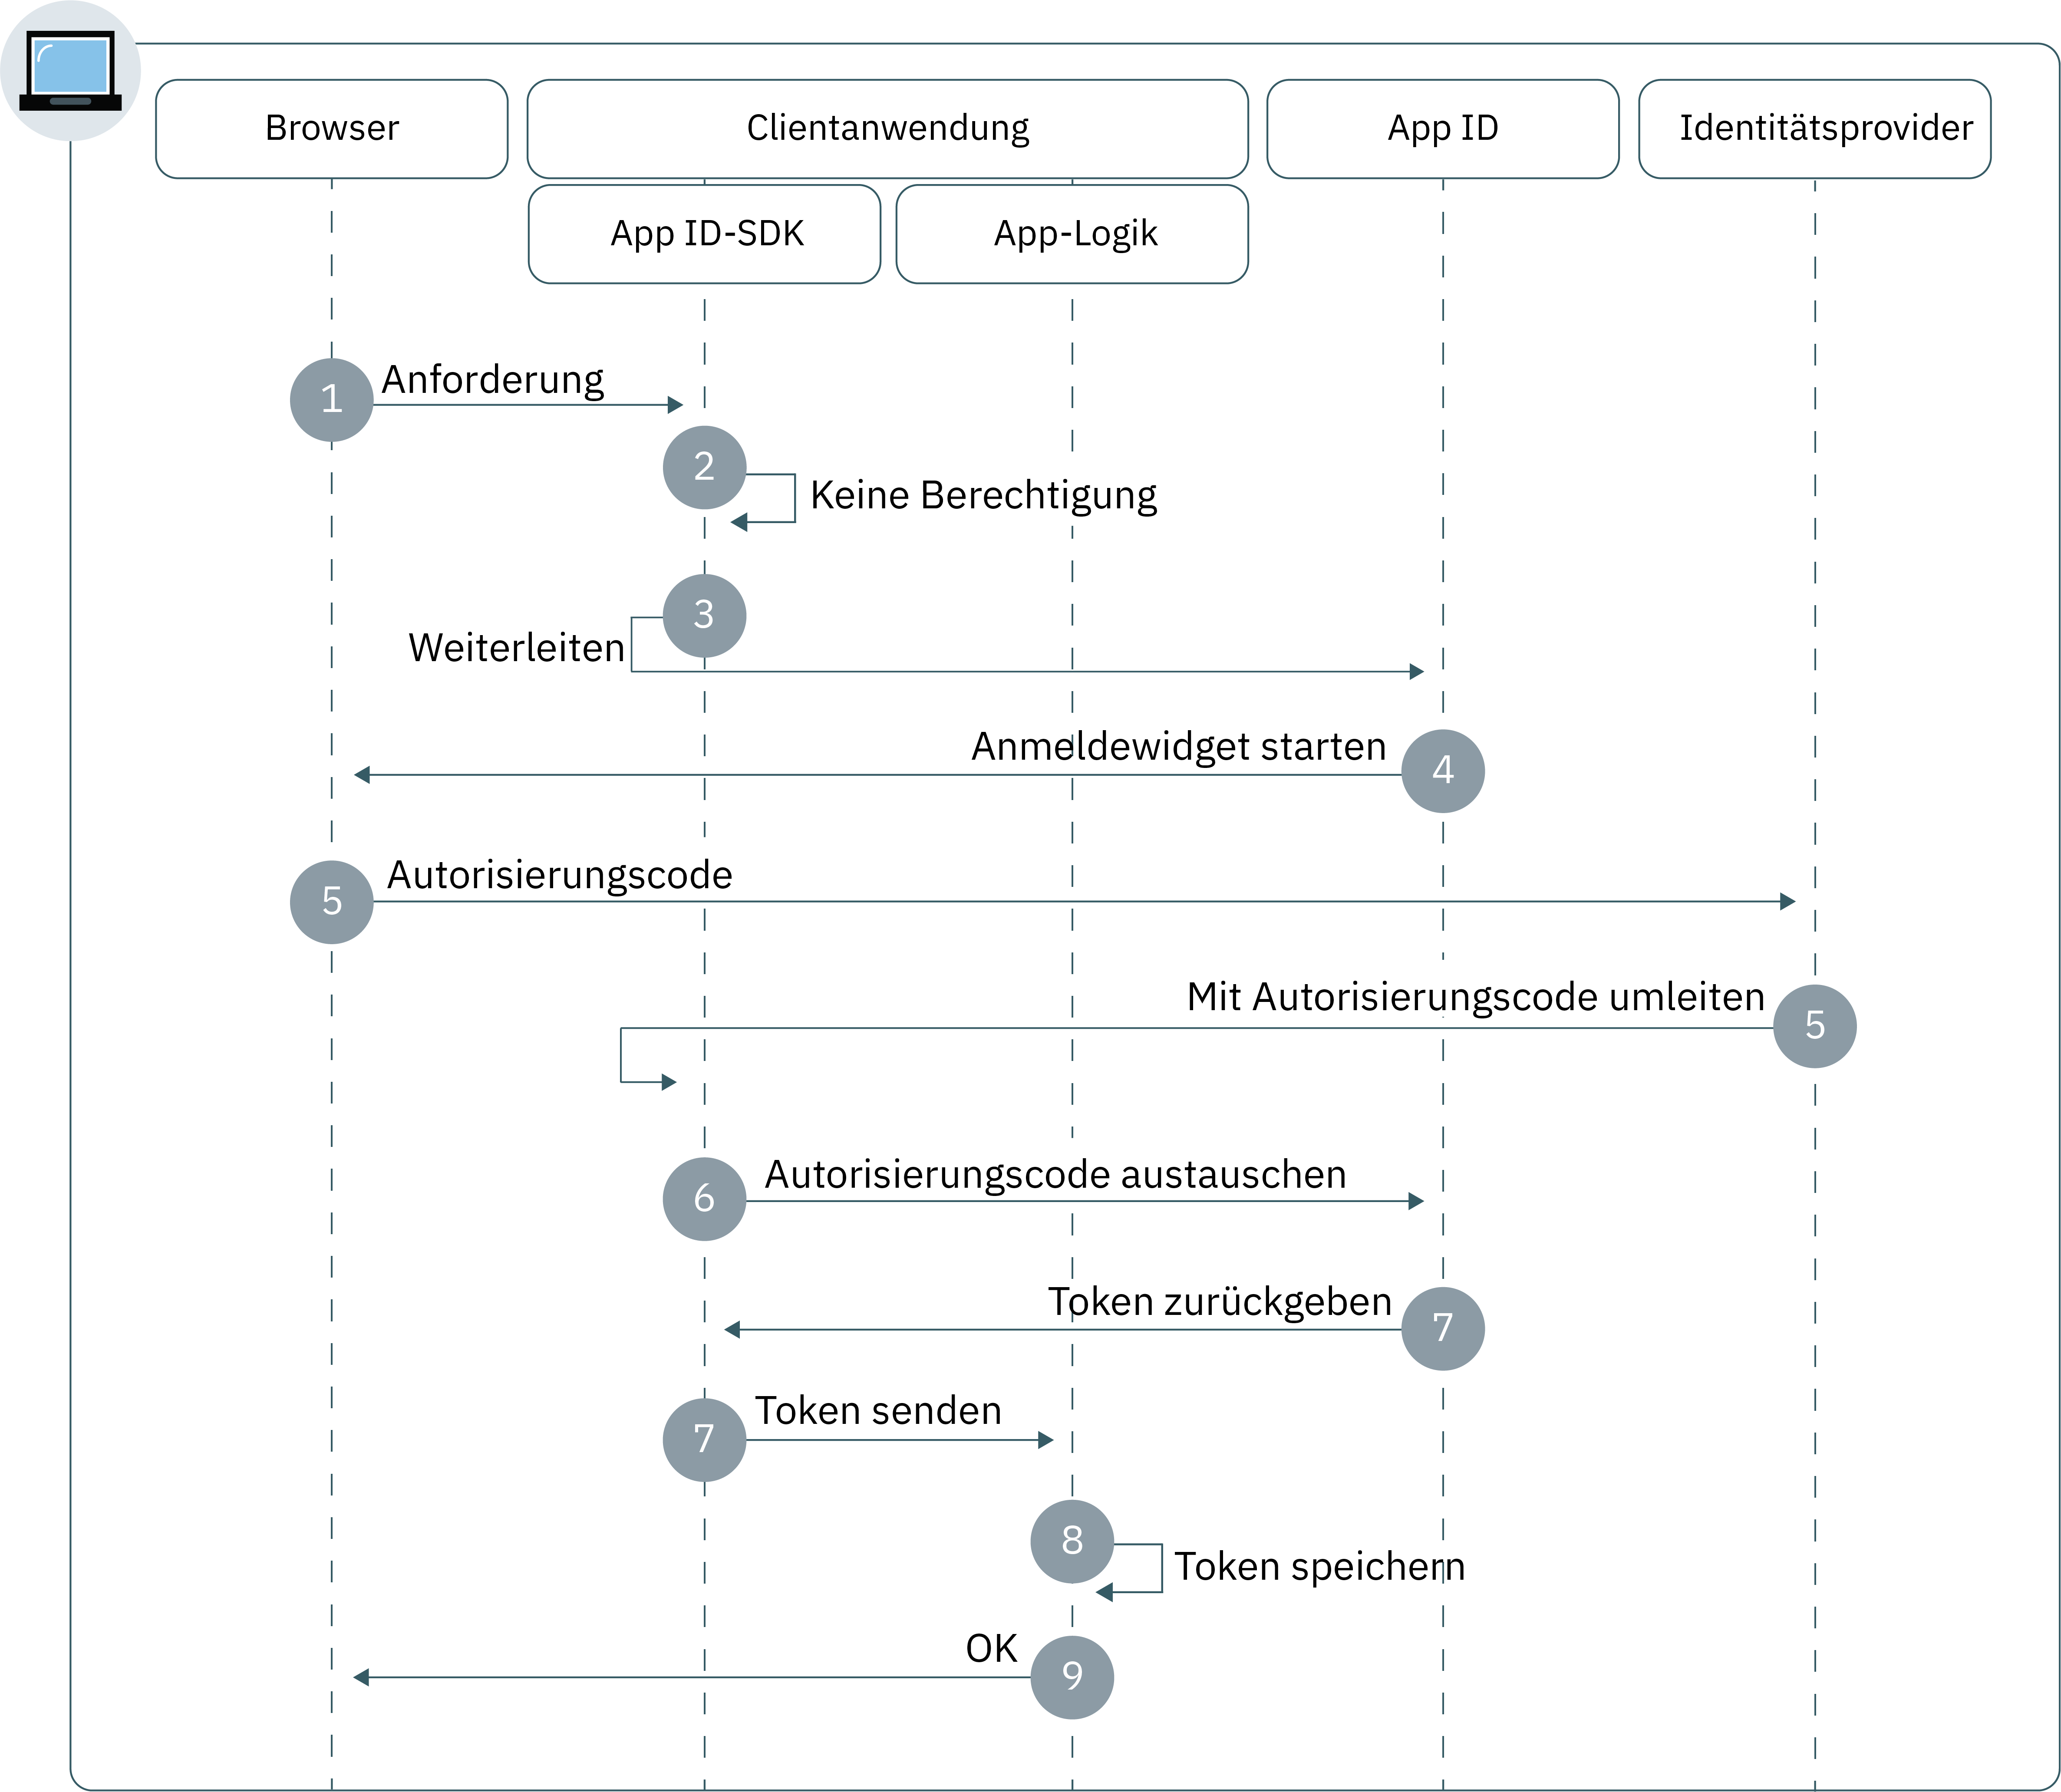 Browser
Clientanwendung
App ID
Identitätsprovider
App ID-SDK
App-Logik
1
Anforderung
2
Keine Berechtigung
3
Weiterleiten
Anmeldewidget starten
4
5
Autorisierungscode
Mit Autorisierungscode umleiten
5
6
Autorisierungscode austauschen
Token zurückgeben
7
7
Token senden
8
Token speichern
OK
9